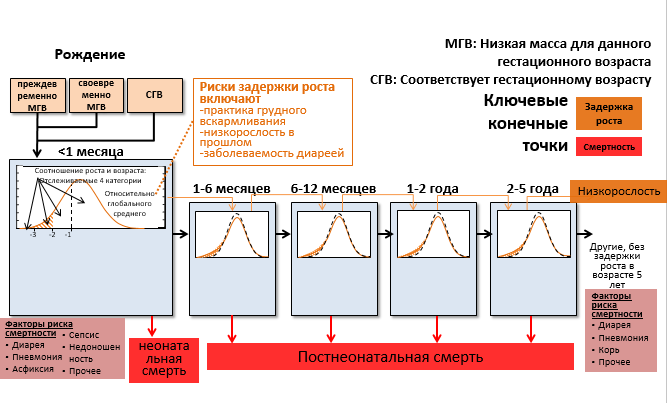 Рождение
МГВ: Низкая масса для данного
гестационного возраста
СГВ: Соответствует гестационному возрасту
Ключевые
конечные
точки
Задержка
роста
Смертность
преждев
ременно
МГВ
своевре
менно
МГВ
СГВ
Риски задержки роста
включают
-практика грудного
вскармливания
-низкорослость в
прошлом
-заболеваемость диареей
<1 месяца
Соотношение роста и возраста:
Отслеживаемые 4 категории
Относительно
глобального
среднего
-3 -2 -1
1-6 месяцев
6-12 месяцев
1-2 года
2-5 года
Низкорослость
Другие, без
задержки
роста в
возрасте 5
лет
Факторы риска
смертности
• Диарея
• Пневмония
• Асфиксия
• Сепсис
• Недоношен
ность
• Прочее
неоната
льная
смерть
Постнеонатальная смерть
Факторы
риска
смертности
• Диарея
• Пневмония
• Корь
• Прочее